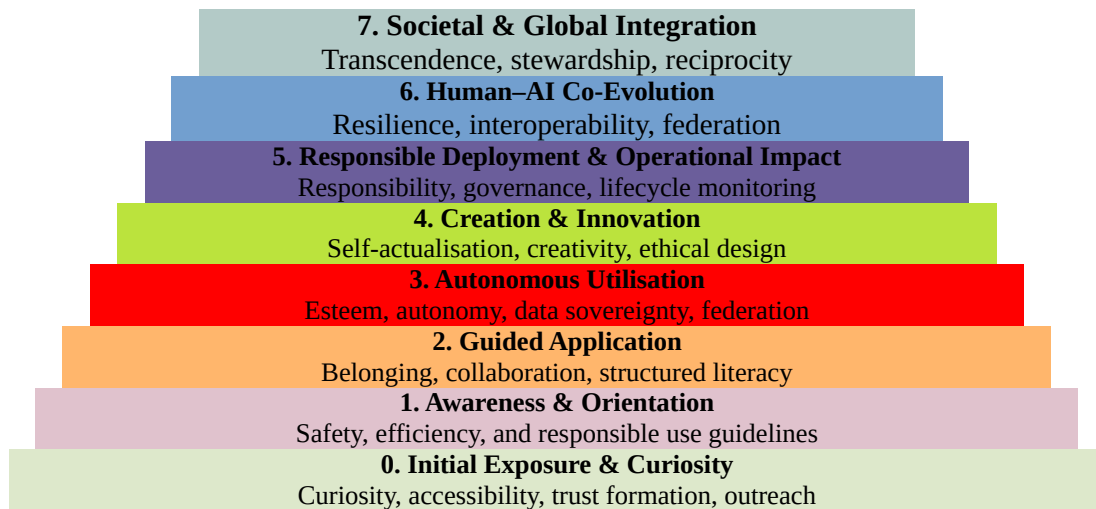 7. Societal & Global Integration
Transcendence, stewardship, reciprocity
6. Human–AI Co-Evolution
Resilience, interoperability, federation
5. Responsible Deployment & Operational Impact
Responsibility, governance, lifecycle monitoring
4. Creation & Innovation
Self-actualisation, creativity, ethical design
3. Autonomous Utilisation
Esteem, autonomy, data sovereignty, federation
2. Guided Application
Belonging, collaboration, structured literacy
1. Awareness & Orientation
Safety, efficiency, and responsible use guidelines
0. Initial Exposure & Curiosity
Curiosity, accessibility, trust formation, outreach